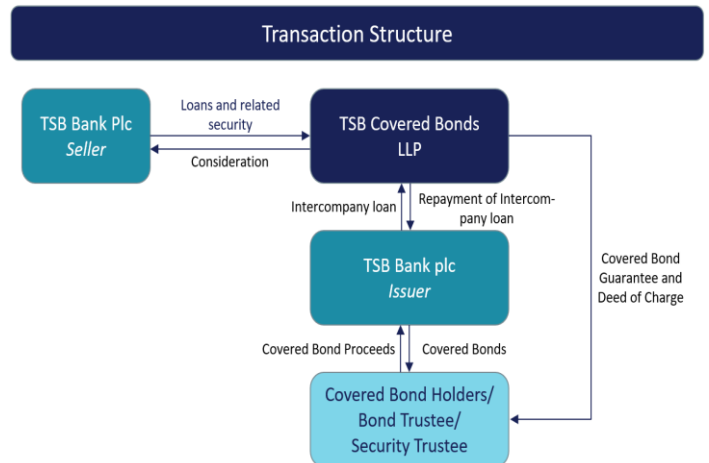 Transaction Structure
TSB Bank Plc
Seller
Loans and related
security
Consideration
TSB Covered Bonds
LLP
Intercompany loan
Repayment of Intercom-
pany loan
TSB Bank plc
Issuer
Covered Bond
Guarantee and
Deed of Charge
Covered Bond Proceeds
Covered Bonds
Covered Bond Holders/
Bond Trustee/
Security Trustee